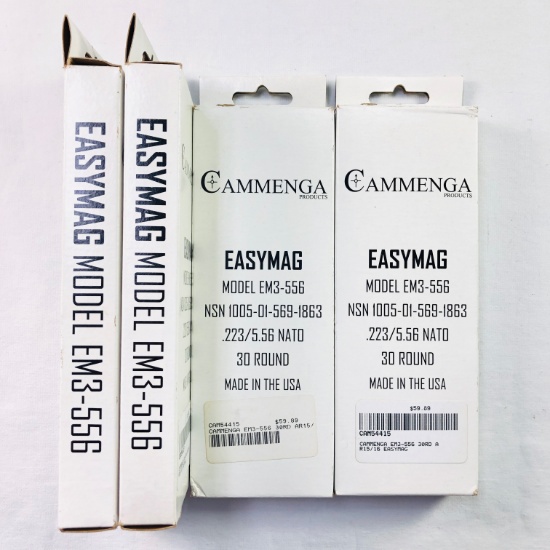 EASYMAG MODEL EM3-556
EASYMAG MODEL EM3-556
CAMMENGA
PRODUCTS
EASYMAG
MODEL EM3-556
NSN 1005-01-569-1863
.223/5.56 NATO
30 ROUND
MADE IN THE USA
CAM54415 $59.89
CAMMENGA EM3-556 30RD AR15/
CAMMENGA
PRODUCTS
EASYMAG
MODEL EM3-556
NSN 1005-01-569-1863
.223/5.56 NATO
30 ROUND
MADE IN THE USA
$59.89
CAM54415
CAMMENGA EM3-556 30RD A
R15/16 EASYMAG